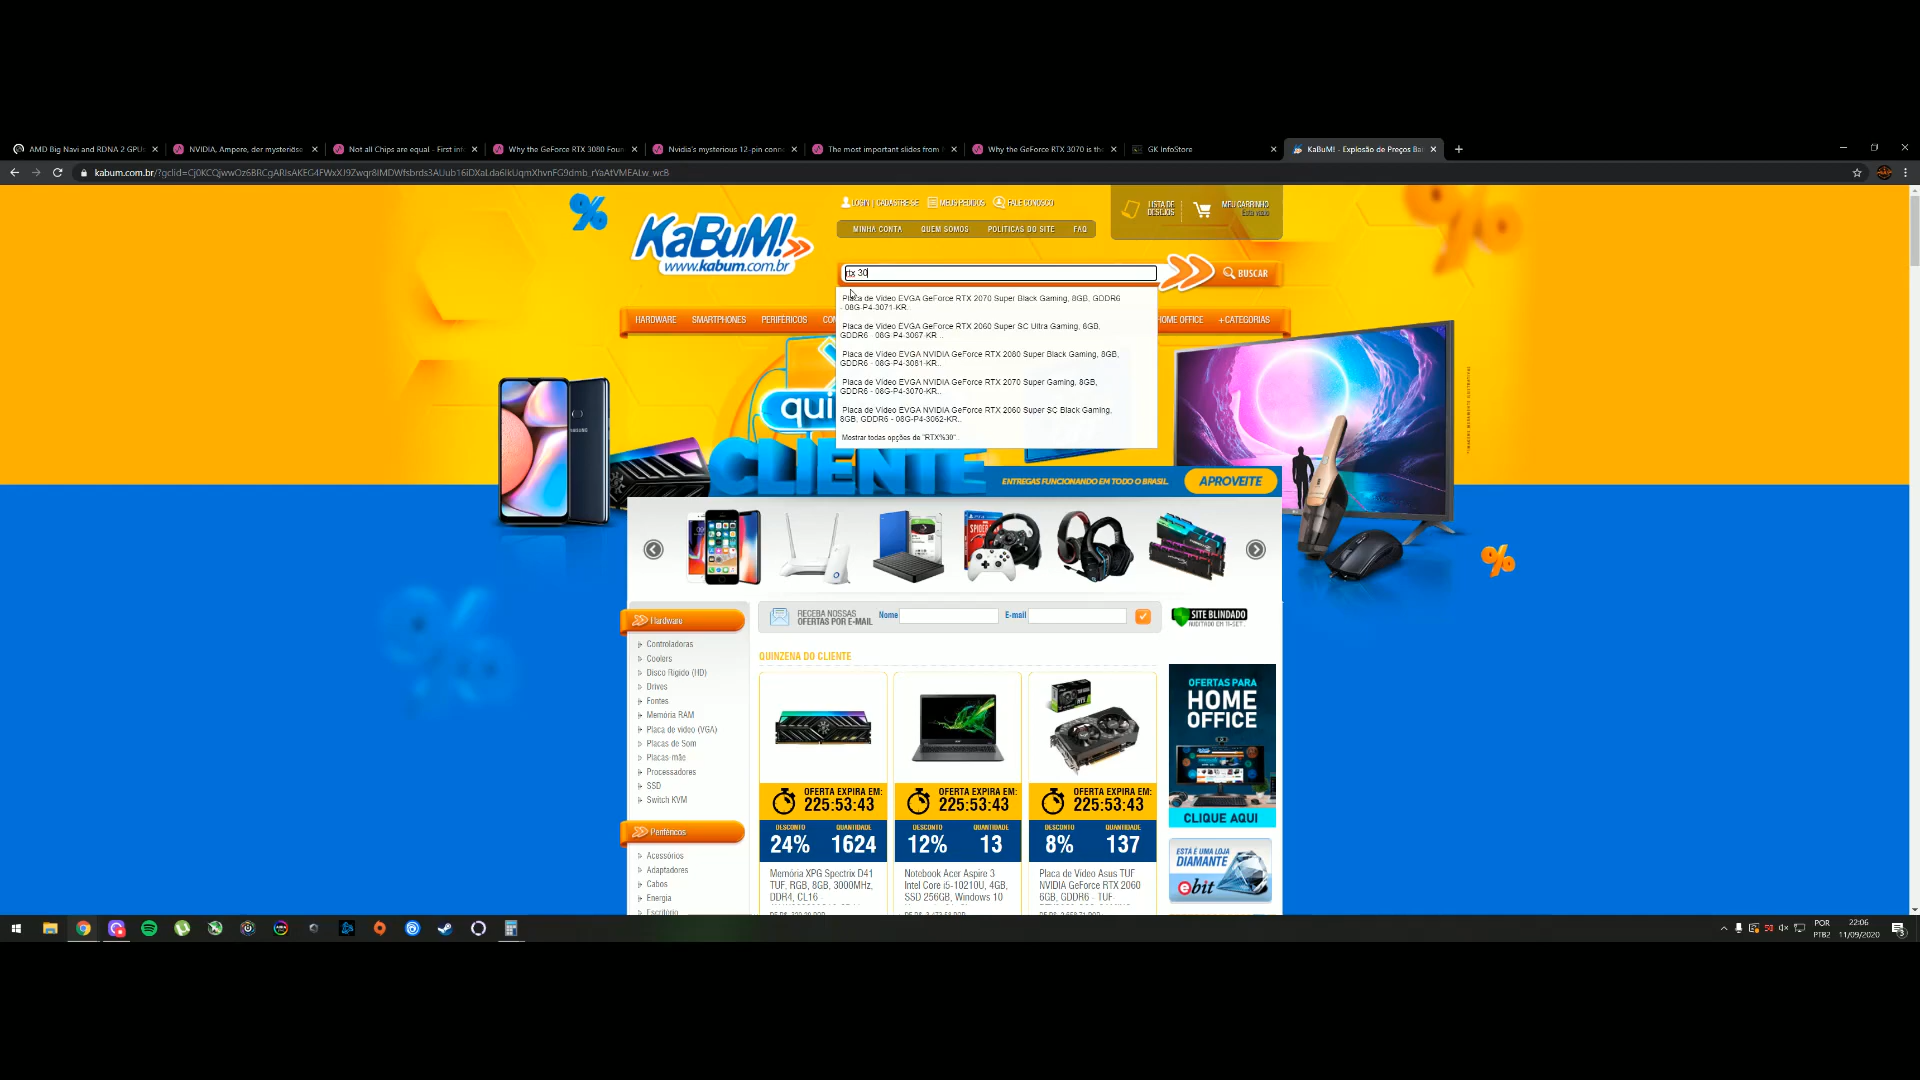 AMD Big Navi and RDNA 2 GPUs
NVIDIA, Ampere, der mysteriöse
Not all Chips are equal - First inf
Why the GeForce RTX 3080 Foun
Nvidia's mysterious 12-pin conn
The most important slides from
Why the GeForce RTX 3070 is the
GK InfoStore
KaBuM! - Explosão de Preços Bai
LOGIN | CADASTRE-SE
MEUS PEDIDOS
FALE CONOSCO
LISTA DE
DESEJOS
MEU CARRINHO
Está vazio
KaBuM!
www.kabum.com.br
MINHA CONTA
QUEM SOMOS
POLÍTICAS DO SITE
FAQ
rtx 30
BUSCAR
Placa de Vídeo EVGA GeForce RTX 2070 Super Black Gaming, 8GB, GDDR6
- 08G-P4-3071-KR..
Placa de Vídeo EVGA GeForce RTX 2060 Super SC Ultra Gaming, 8GB,
GDDR6 - 08G-P4-3067-KR..
Placa de Vídeo EVGA NVIDIA GeForce RTX 2080 Super Black Gaming, 8GB,
GDDR6 - 08G-P4-3081-KR..
Placa de Vídeo EVGA NVIDIA GeForce RTX 2070 Super Gaming, 8GB,
GDDR6 - 08G-P4-3070-KR..
Placa de Vídeo EVGA NVIDIA GeForce RTX 2060 Super SC Black Gaming,
8GB, GDDR6 - 08G-P4-3062-KR..
Mostrar todas opções de "RTX%30"..
HARDWARE
SMARTPHONES
PERIFÉRICOS
CON
HOME OFFICE
+CATEGORIAS
qui
CLIENTE
ENTREGAS FUNCIONANDO EM TODO O BRASIL.
APROVEITE
Hardware
Controladoras
Coolers
Disco Rígido (HD)
Drives
Fontes
Memória RAM
Placa de vídeo (VGA)
Placas de Som
Placas-mãe
Processadores
SSD
Switch KVM
Periféricos
Acessórios
Adaptadores
Cabos
Energia
Escritório
RECEBA NOSSAS
OFERTAS POR E-MAIL
Nome
E-mail
SITE BLINDADO
AUDITADO EM 11-SET
QUINZENA DO CLIENTE
OFERTA EXPIRA EM:
225:53:43
DESCONTO
24%
QUANTIDADE
1624
Memória XPG Spectrix D41
TUF, RGB, 8GB, 3000MHz,
DDR4, CL16 -
OFERTA EXPIRA EM:
225:53:43
DESCONTO
12%
QUANTIDADE
13
Notebook Acer Aspire 3
Intel Core i5-10210U, 4GB,
SSD 256GB, Windows 10
OFERTA EXPIRA EM:
225:53:43
DESCONTO
8%
QUANTIDADE
137
Placa de Vídeo Asus TUF
NVIDIA GeForce RTX 2060
6GB, GDDR6 - TUF-
OFERTAS PARA
HOME
OFFICE
CLIQUE AQUI
ESTÁ É UMA LOJA
DIAMANTE
ebit
POR
PTB2
22:06
11/09/2020